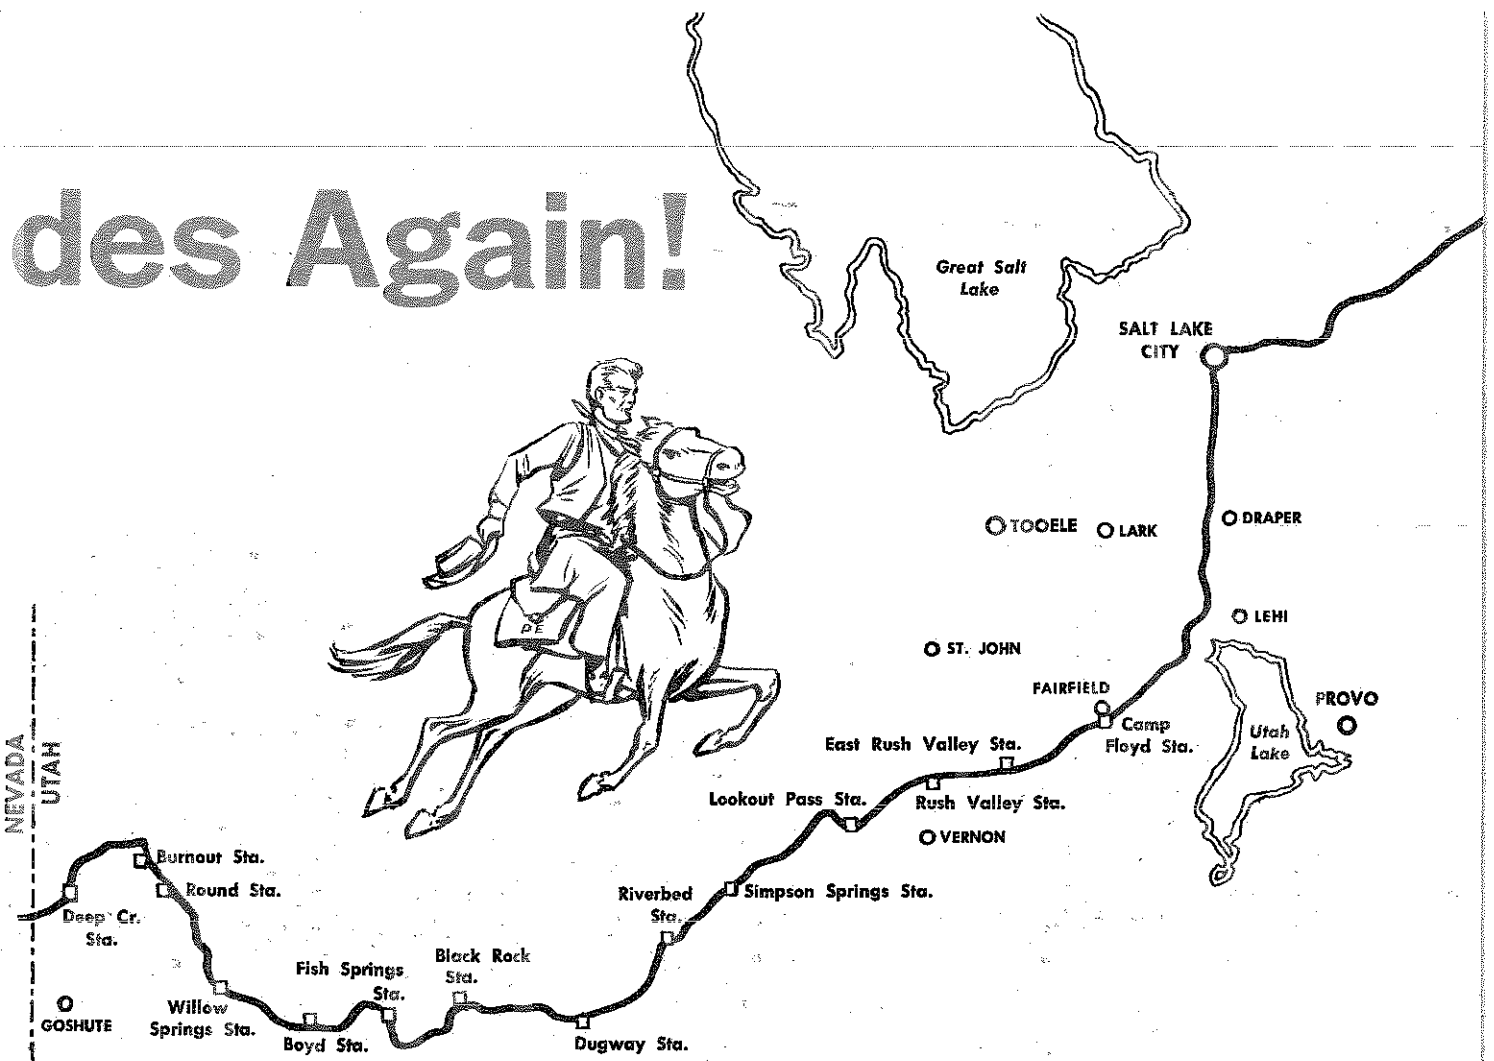 des Again!
Great Salt
Lake
SALT LAKE
CITY
TOOELE
LARK
DRAPER
LEHI
ST. JOHN
FAIRFIELD
PROVO
Camp
Floyd Sta.
Utah
Lake
East Rush Valley Sta.
NEVADA
UTAH
Lookout Pass Sta.
Rush Valley Sta.
VERNON
Burnout Sta.
Round Sta.
Riverbed
Sta.
Simpson Springs Sta.
Deep Cr.
Sta.
Black Rock
Sta.
Fish Springs
Sta.
Willow
Springs Sta.
GOSHUTE
Boyd Sta.
Dugway Sta.
P E